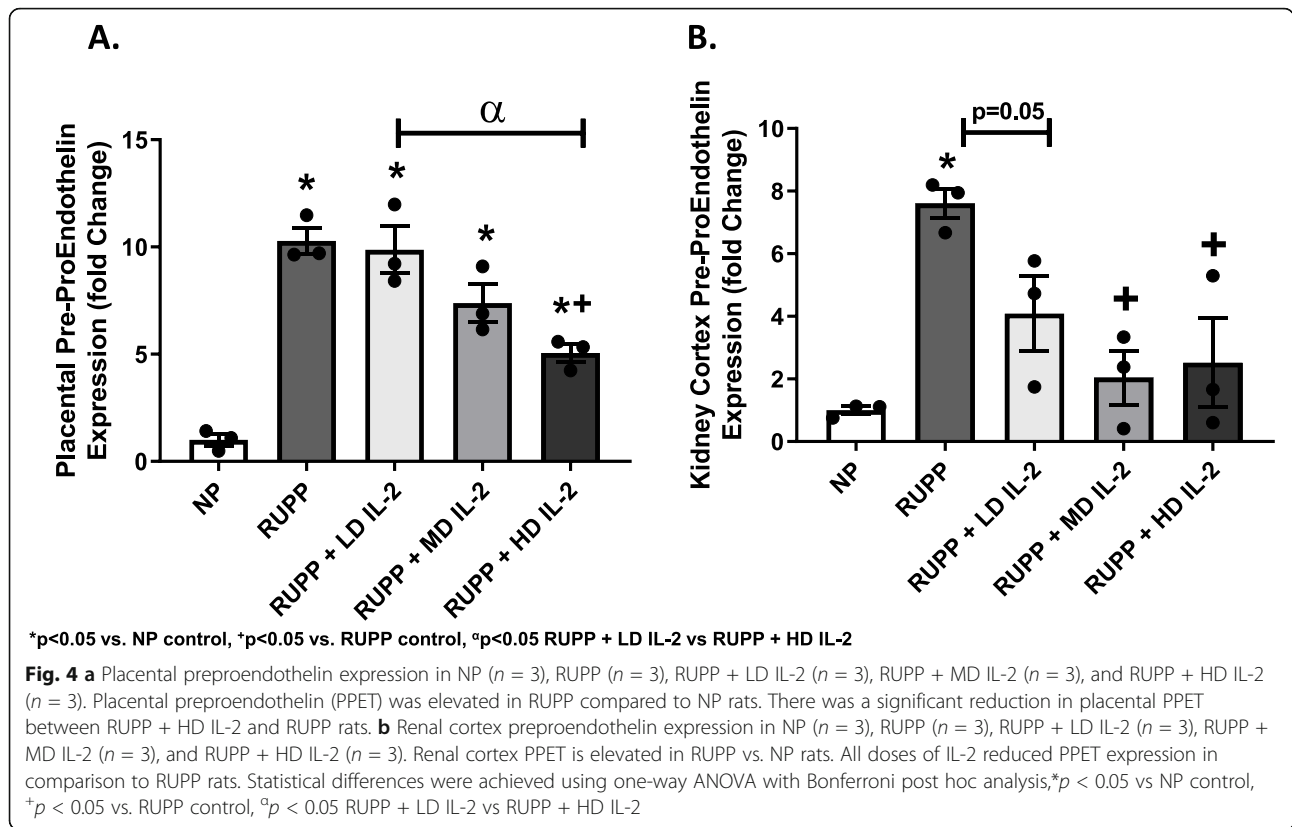 A.
Placental Pre-ProEndothelin
Expression (fold Change)
15
10
5
0
α
*
*
*
*+
NP
RUPP
RUPP + LD IL-2
RUPP + MD IL-2
RUPP + HD IL-2
B.
Kidney Cortex Pre-ProEndothelin
Expression (fold Change)
10
8
6
4
2
0
p=0.05
*
+
+
NP
RUPP
RUPP + LD IL-2
RUPP + MD IL-2
RUPP + HD IL-2
*p<0.05 vs. NP control, +p<0.05 vs. RUPP control, αp<0.05 RUPP + LD IL-2 vs RUPP + HD IL-2
Fig. 4 a Placental preproendothelin expression in NP (n = 3), RUPP (n = 3), RUPP + LD IL-2 (n = 3), RUPP + MD IL-2 (n = 3), and RUPP + HD IL-2
(n = 3). Placental preproendothelin (PPET) was elevated in RUPP compared to NP rats. There was a significant reduction in placental PPET
between RUPP + HD IL-2 and RUPP rats. b Renal cortex preproendothelin expression in NP (n = 3), RUPP (n = 3), RUPP + LD IL-2 (n = 3), RUPP +
MD IL-2 (n = 3), and RUPP + HD IL-2 (n = 3). Renal cortex PPET is elevated in RUPP vs. NP rats. All doses of IL-2 reduced PPET expression in
comparison to RUPP rats. Statistical differences were achieved using one-way ANOVA with Bonferroni post hoc analysis,*p < 0.05 vs NP control,
+p < 0.05 vs. RUPP control, αp < 0.05 RUPP + LD IL-2 vs RUPP + HD IL-2